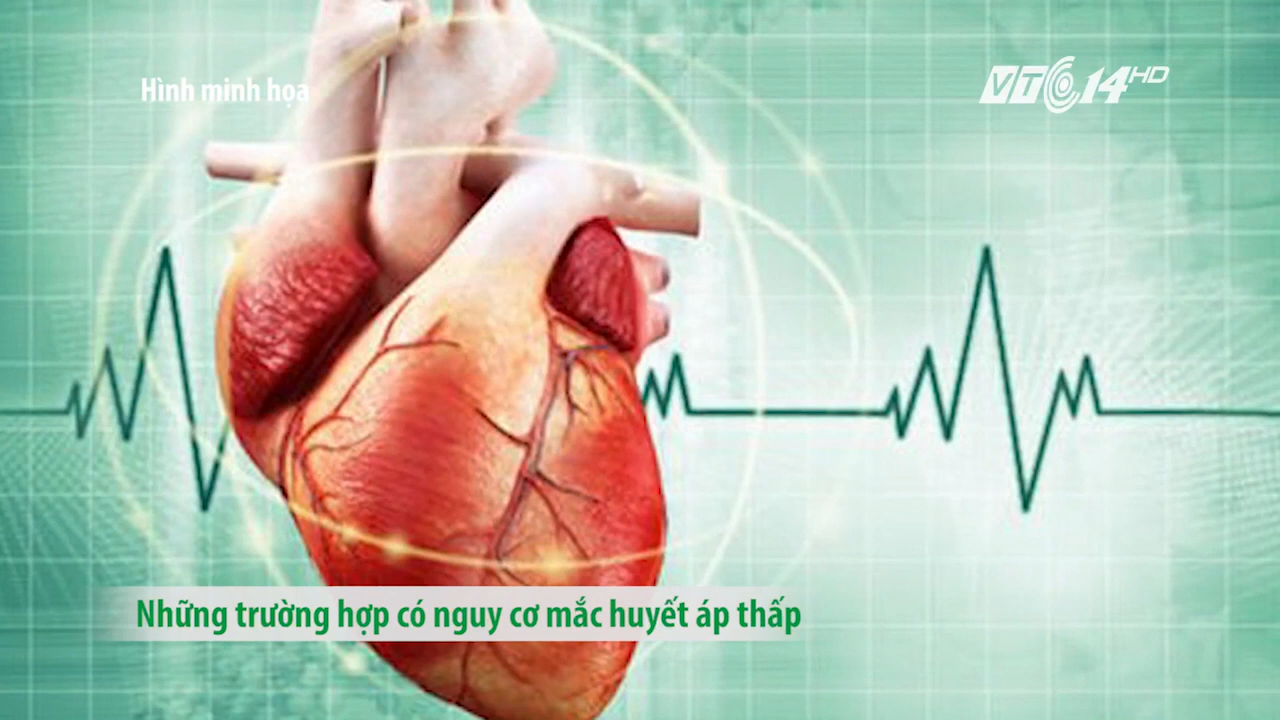 Hình minh họa
VTC14HD
Những trường hợp có nguy cơ mắc huyết áp thấp